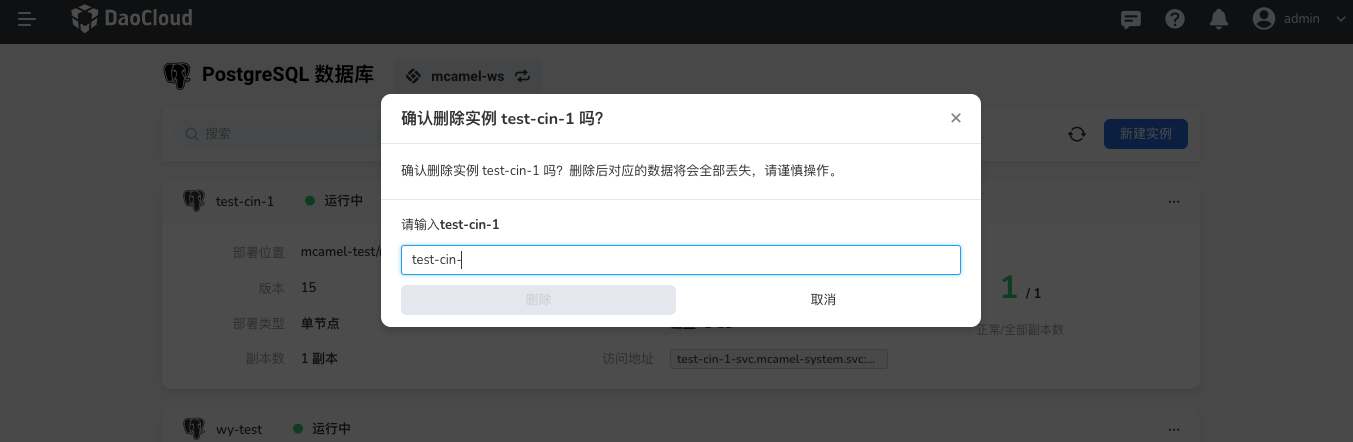 DaoCloud
admin
PostgreSQL 数据库
mcamel-ws
搜索
新建实例
确认删除实例 test-cin-1 吗?
确认删除实例 test-cin-1 吗？删除后对应的数据将会全部丢失，请谨慎操作。
请输入test-cin-1
test-cin-
删除
取消
test-cin-1
运行中
部署位置
mcamel-test/
版本
15
部署类型
单节点
副本数
1 副本
访问地址
test-cin-1-svc.mcamel-system.svc:...
1 / 1
正常/全部副本数
wy-test
运行中